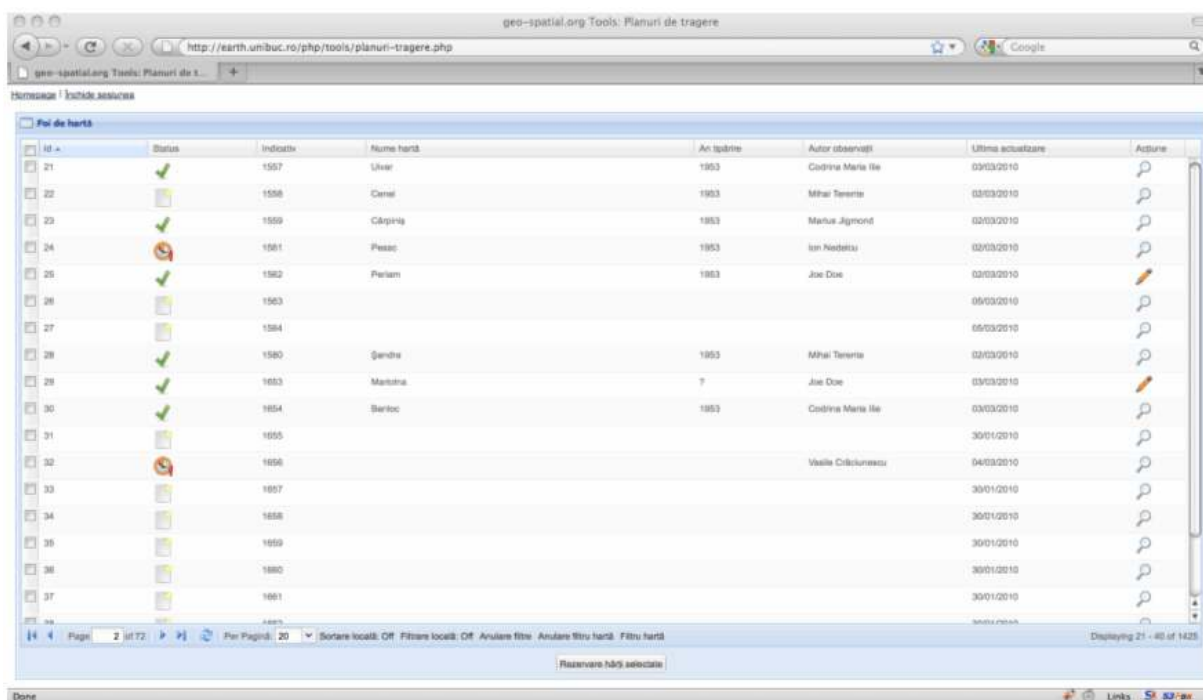 geo-spatial.org Tools: Planuri de tragere
http://earth.unibuc.ro/php/tools/planuri-tragere.php
Google
geo-spatial.org Tools: Planuri de t...
Homepage | Închide sesiunea
Foi de hartă
Id Status Indicativ Nume hartă An tipărire Autor observații Ultima actualizare Acțiune
21 1557 Uivar 1953 Codrina Maria Ilie 03/03/2010
22 1558 Cenei 1953 Mihai Terente 02/03/2010
23 1559 Cărpiniș 1953 Marius Jigmond 02/03/2010
24 1561 Pesac 1953 Ion Nedelcu 02/03/2010
25 1562 Periam 1953 Joe Doe 02/03/2010
26 1563 05/03/2010
27 1564 05/03/2010
28 1560 Șandra 1953 Mihai Terente 02/03/2010
29 1653 ? Joe Doe 03/03/2010
30 1654 Banloc 1953 Codrina Maria Ilie 03/03/2010
31 1655 30/01/2010
32 1656 Vasile Crăciunescu 04/03/2010
33 1657 30/01/2010
34 1658 30/01/2010
35 1659 30/01/2010
36 1660 30/01/2010
37 1661 30/01/2010
Page 2 of 72 Per Pagină: 20 Sortare locală: Off Filtrare locală: Off Anulare filtre Anulare filtru hartă Filtru hartă Displaying 21 - 40 of 1425
Rezervare hărți selectate
Done Links